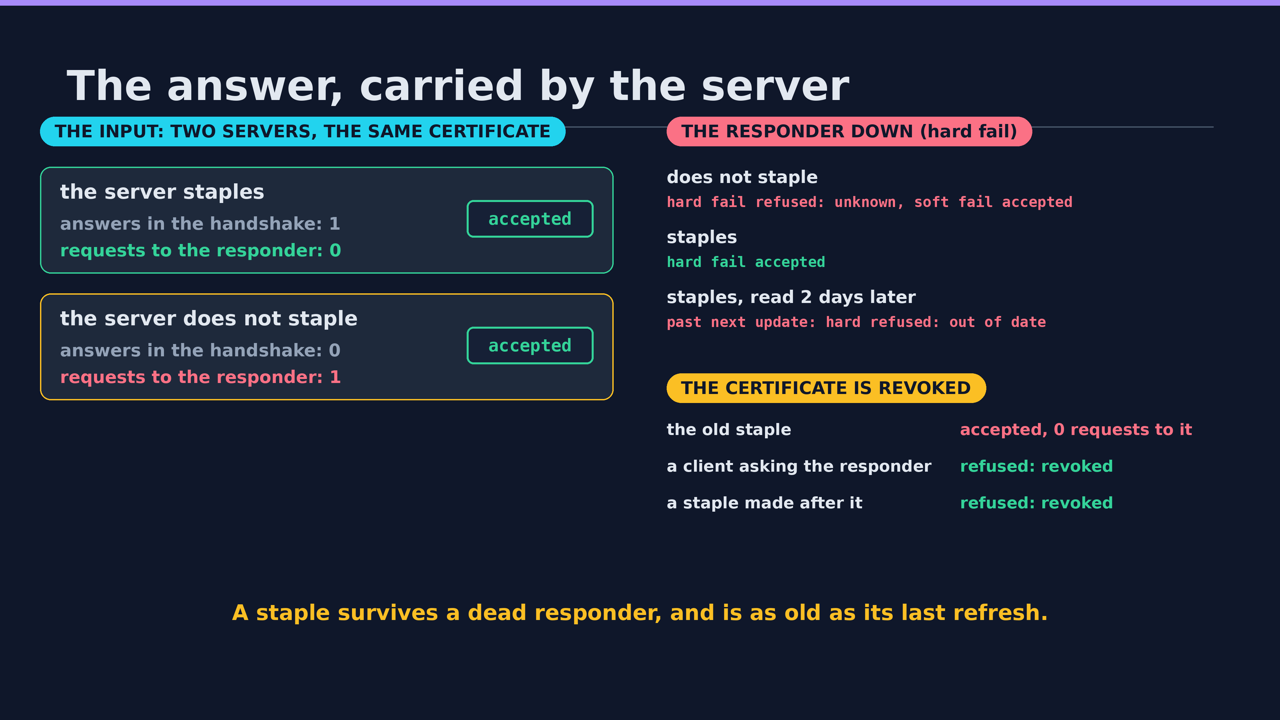 The answer, carried by the server
THE INPUT: TWO SERVERS, THE SAME CERTIFICATE
the server staples
answers in the handshake: 1
requests to the responder: 0
accepted
the server does not staple
answers in the handshake: 0
requests to the responder: 1
accepted
THE RESPONDER DOWN (hard fail)
does not staple
hard fail refused: unknown, soft fail accepted
staples
hard fail accepted
staples, read 2 days later
past next update: hard refused: out of date
THE CERTIFICATE IS REVOKED
the old staple accepted, 0 requests to it
a client asking the responder refused: revoked
a staple made after it refused: revoked
A staple survives a dead responder, and is as old as its last refresh.